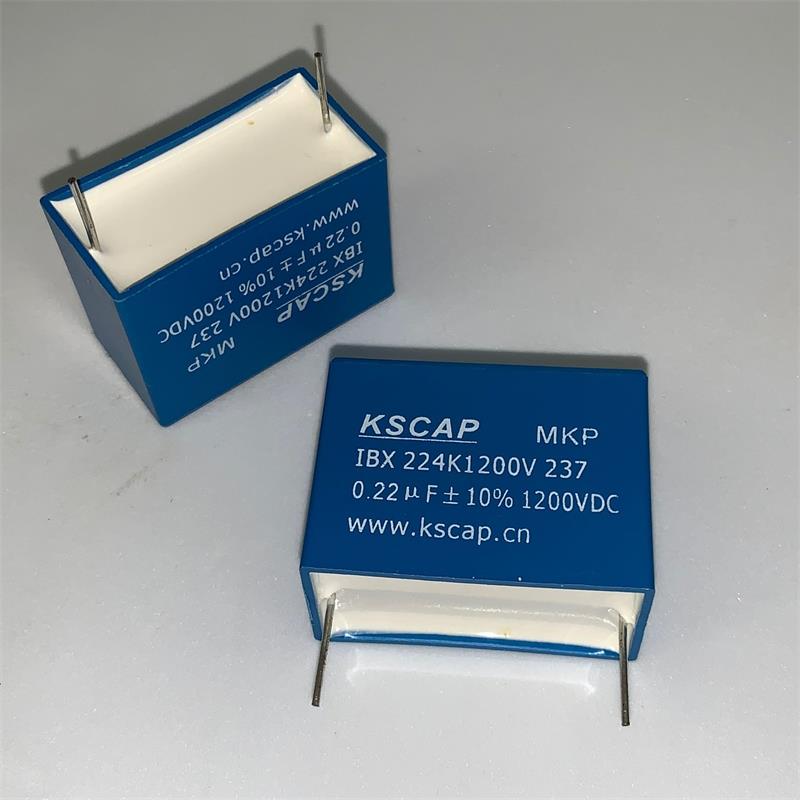 KSCAP MKP
IBX 224K1200V 237
0.22μF±10% 1200VDC
www.kscap.cn
KSCAP MKP
IBX 224K1200V 237
0.22μF±10% 1200VDC
www.kscap.cn